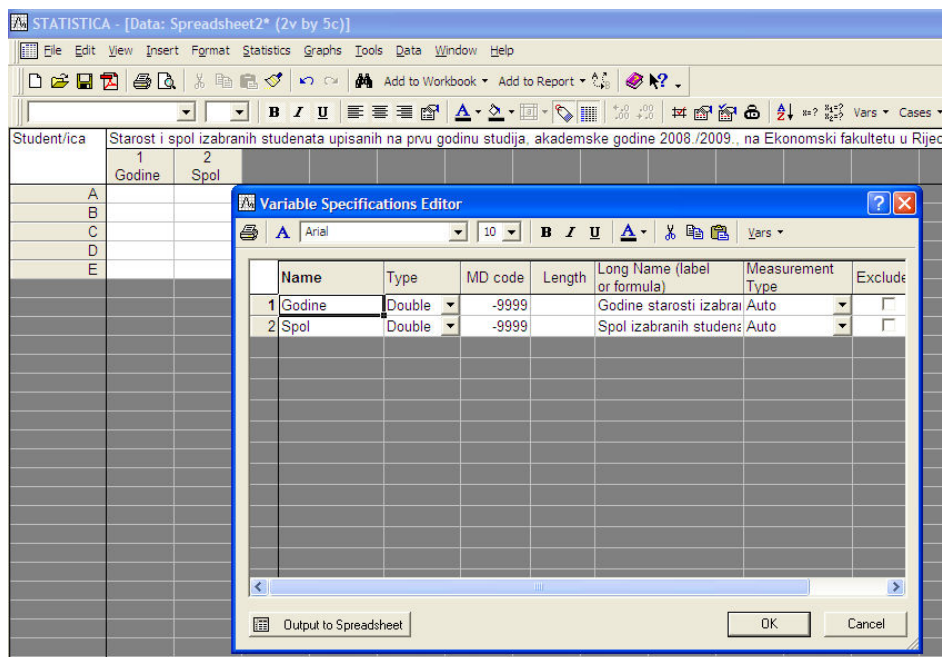 STATISTICA - [Data: Spreadsheet2* (2v by 5c)]
File Edit View Insert Format Statistics Graphs Tools Data Window Help
Add to Workbook Add to Report
B I U A Vars Cases
Student/ica Starost i spol izabranih studenata upisanih na prvu godinu studija, akademske godine 2008./2009., na Ekonomski fakultetu u Rijec
1 2
Godine Spol
A
B
C
D
E
Variable Specifications Editor
A Arial 10 B I U A Vars
Name Type MD code Length Long Name (label or formula) Measurement Type Exclude
1 Godine Double -9999 Godine starosti izabrai Auto
2 Spol Double -9999 Spol izabranih studena Auto
Output to Spreadsheet OK Cancel